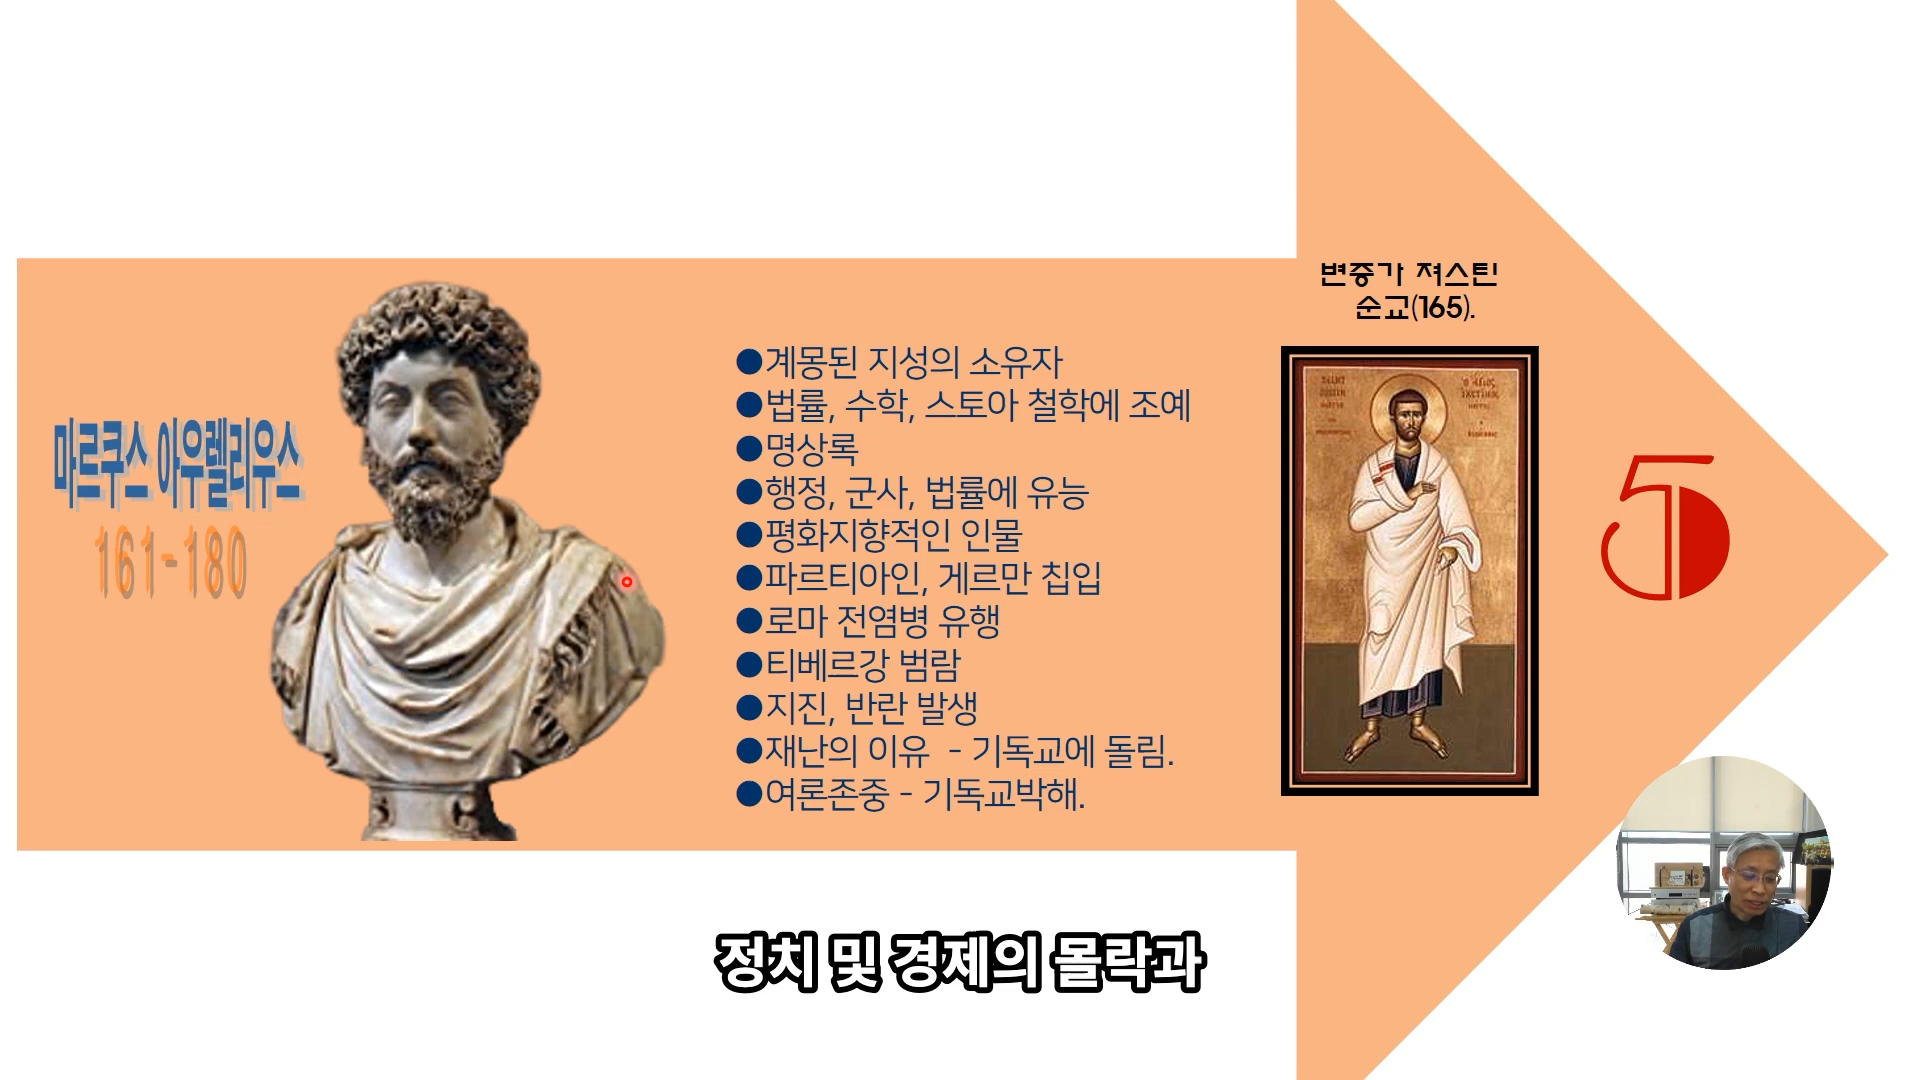 마르쿠스 아우렐리우스
161-180
●계몽된 지성의 소유자
●법률, 수학, 스토아 철학에 조예
●명상록
●행정, 군사, 법률에 유능
●평화지향적인 인물
●파르티아인, 게르만 칩입
●로마 전염병 유행
●티베르강 범람
●지진, 반란 발생
●재난의 이유 - 기독교에 돌림.
●여론존중 - 기독교박해.
변증가 져스틴
순교(165).
5
정치 및 경제의 몰락과